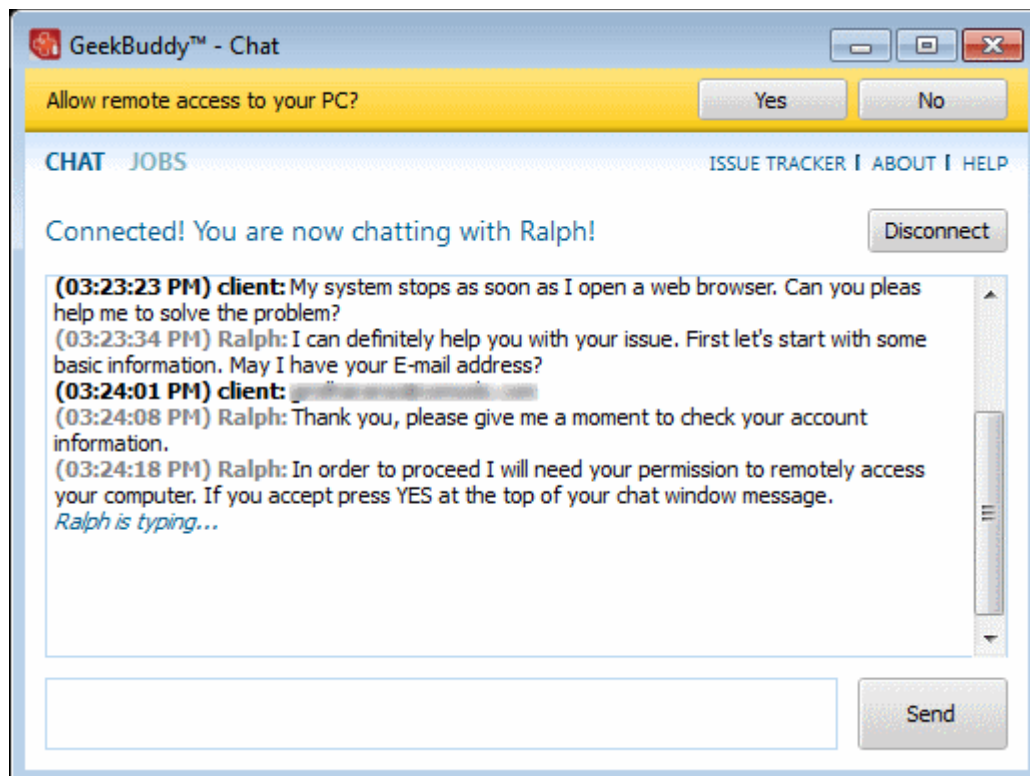 GeekBuddy™ - Chat
Allow remote access to your PC?
Yes
No
CHAT JOBS
ISSUE TRACKER | ABOUT | HELP
Connected! You are now chatting with Ralph!
Disconnect
(03:23:23 PM) client: My system stops as soon as I open a web browser. Can you pleas
help me to solve the problem?
(03:23:34 PM) Ralph: I can definitely help you with your issue. First let's start with some
basic information. May I have your E-mail address?
(03:24:01 PM) client:
(03:24:08 PM) Ralph: Thank you, please give me a moment to check your account
information.
(03:24:18 PM) Ralph: In order to proceed I will need your permission to remotely access
your computer. If you accept press YES at the top of your chat window message.
Ralph is typing...
Send